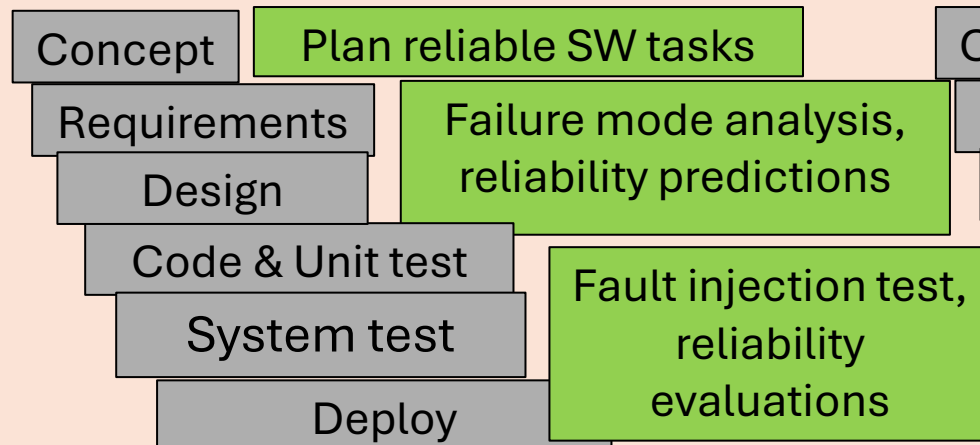 Concept
Plan reliable SW tasks
C
Requirements
Failure mode analysis,
reliability predictions
Design
Code & Unit test
Fault injection test,
reliability
evaluations
System test
Deploy